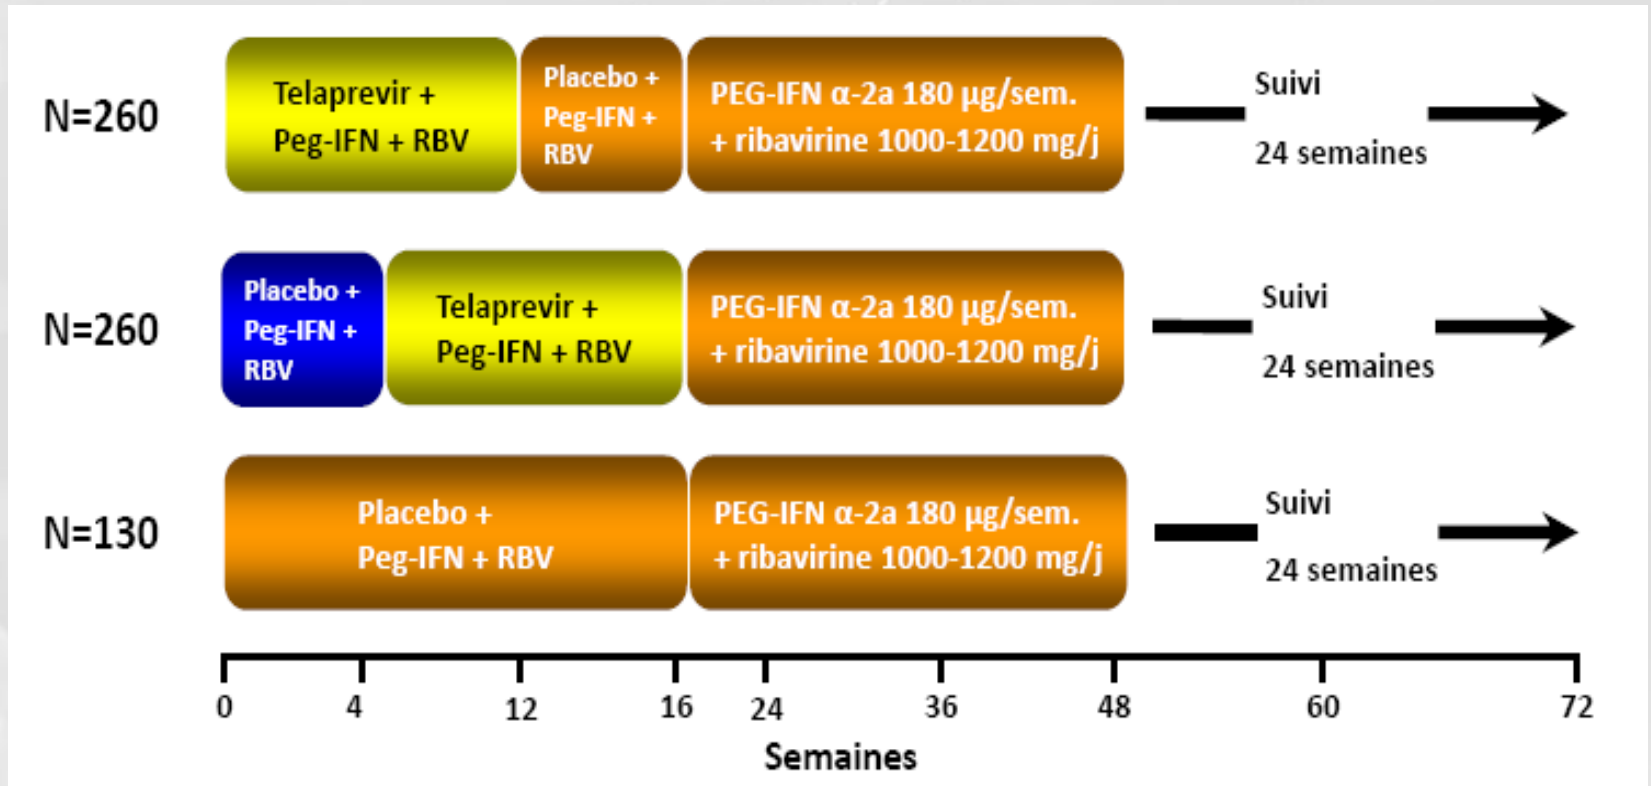 N=260
Telaprevir +
Peg-IFN + RBV
Placebo +
Peg-IFN +
RBV
PEG-IFN α-2a 180 µg/sem.
+ ribavirine 1000-1200 mg/j
Suivi
24 semaines
N=260
Placebo +
Peg-IFN +
RBV
Telaprevir +
Peg-IFN + RBV
PEG-IFN α-2a 180 µg/sem.
+ ribavirine 1000-1200 mg/j
Suivi
24 semaines
N=130
Placebo +
Peg-IFN + RBV
PEG-IFN α-2a 180 µg/sem.
+ ribavirine 1000-1200 mg/j
Suivi
24 semaines
0 4 12 16 24 36 48 60 72
Semaines